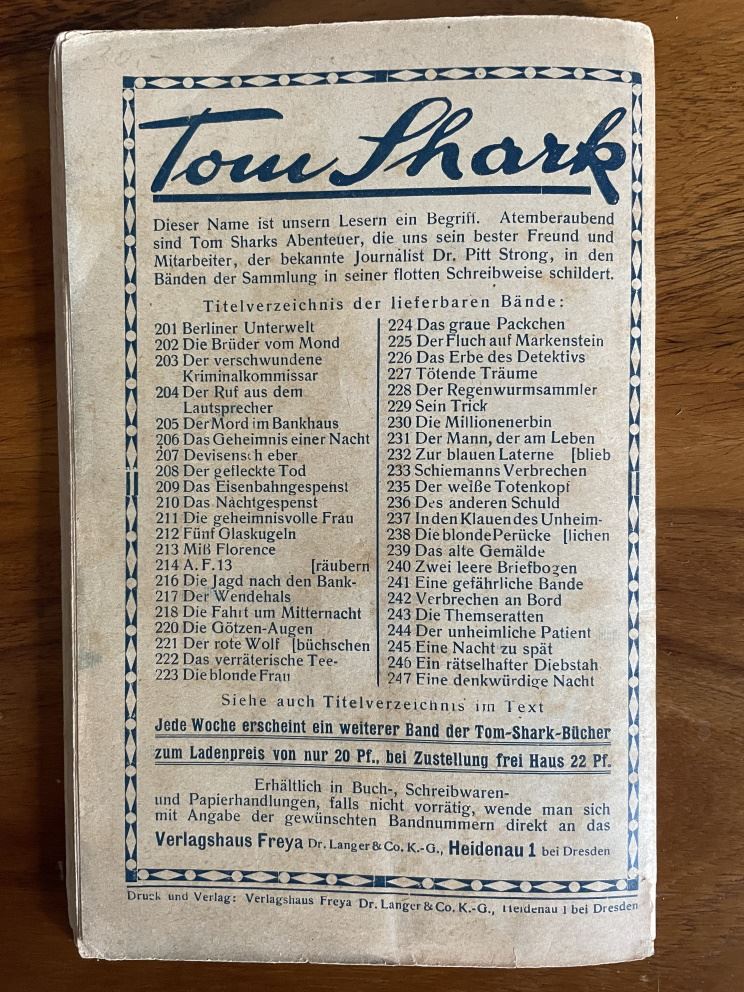 Tom Shark
Dieser Name ist unsern Lesern ein Begriff. Atemberaubend
sind Tom Sharks Abenteuer, die uns sein bester Freund und
Mitarbeiter, der bekannte Journalist Dr. Pitt Strong, in den
Bänden der Sammlung in seiner flotten Schreibweise schildert.
Titelverzeichnis der lieferbaren Bände:
201 Berliner Unterwelt
202 Die Brüder vom Mond
203 Der verschwundene
Kriminalkommissar
204 Der Ruf aus dem
Lautsprecher
205 Der Mord im Bankhaus
206 Das Geheimnis einer Nacht
207 Devisensch eber
208 Der gefleckte Tod
209 Das Eisenbahngespenst
210 Das Nachtgespenst
211 Die geheimnisvolle Frau
212 Fünf Glaskugeln
213 Miß Florence
214 A. F. 13 [räubern
216 Die Jagd nach den Bank-
217 Der Wendehals
218 Die Fahrt um Mitternacht
220 Die Götzen-Augen
221 Der rote Wolf [büchschen
222 Das verräterische Tee-
223 Die blonde Frau
224 Das graue Päckchen
225 Der Fluch auf Markenstein
226 Das Erbe des Detektivs
227 Tötende Träume
228 Der Regenwurmsammler
229 Sein Trick
230 Die Millionenerbin
231 Der Mann, der am Leben
232 Zur blauen Laterne [blieb
233 Schiemanns Verbrechen
235 Der weiße Totenkopf
236 Des anderen Schuld
237 In den Klauen des Unheim-
238 Die blonde Perücke [lichen
239 Das alte Gemälde
240 Zwei leere Briefbogen
241 Eine gefährliche Bande
242 Verbrechen an Bord
243 Die Themseratten
244 Der unheimliche Patient
245 Eine Nacht zu spät
246 Ein rätselhafter Diebstah
247 Eine denkwürdige Nacht
Siehe auch Titelverzeichnis im Text
Jede Woche erscheint ein weiterer Band der Tom-Shark-Bücher
zum Ladenpreis von nur 20 Pf., bei Zustellung frei Haus 22 Pf.
Erhältlich in Buch-, Schreibwaren-
und Papierhandlungen, falls nicht vorrätig, wende man sich
mit Angabe der gewünschten Bandnummern direkt an das
Verlagshaus Freya Dr. Langer & Co. K.-G., Heidenau 1 bei Dresden
Druck und Verlag: Verlagshaus Freya Dr. Langer & Co. K.-G., Heidenau 1 bei Dresden